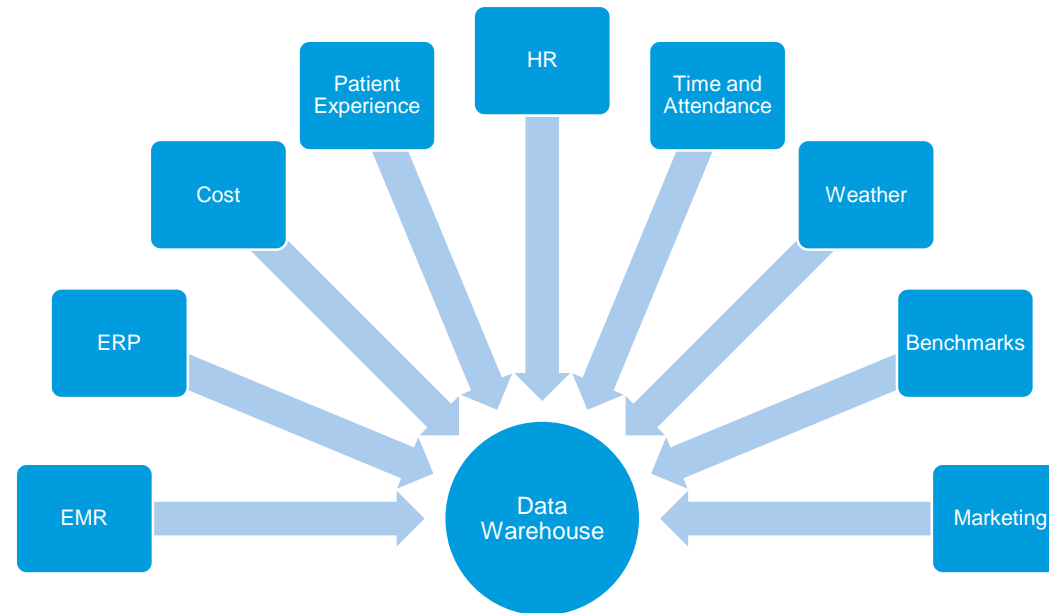 HR
Patient
Experience
Time and
Attendance
Cost
Weather
ERP
Benchmarks
EMR
Data
Warehouse
Marketing